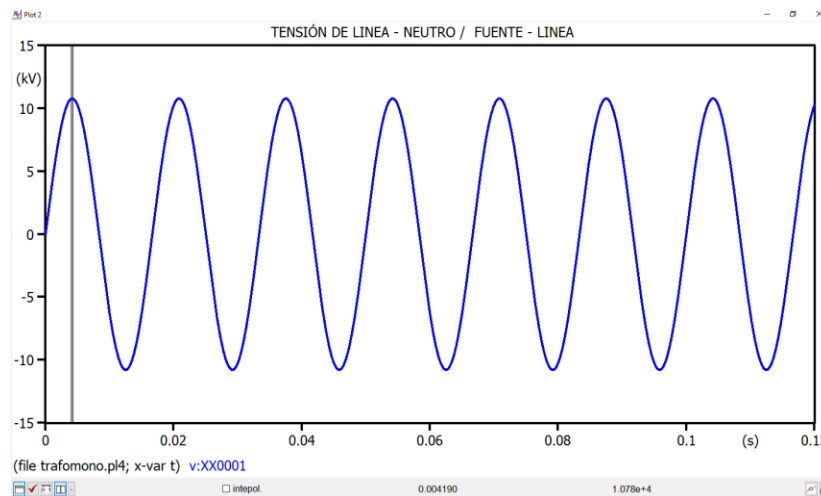 Plot 2
TENSIÓN DE LINEA - NEUTRO / FUENTE - LINEA
15
(kV)
10
5
0
-5
-10
-15
0 0.02 0.04 0.06 0.08 0.1 (s) 0.12
(file trafomono.pl4; x-var t) v:XX0001
intepol. 0.004190 1.078e+4